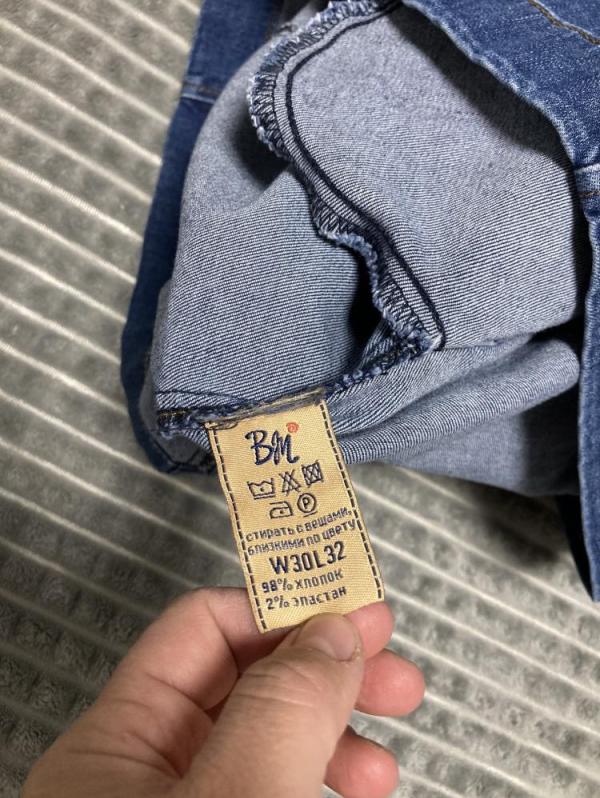 BM
P
стирать с вещами,
близкими по цвету
W30L32
98% хлопок
2% эластан